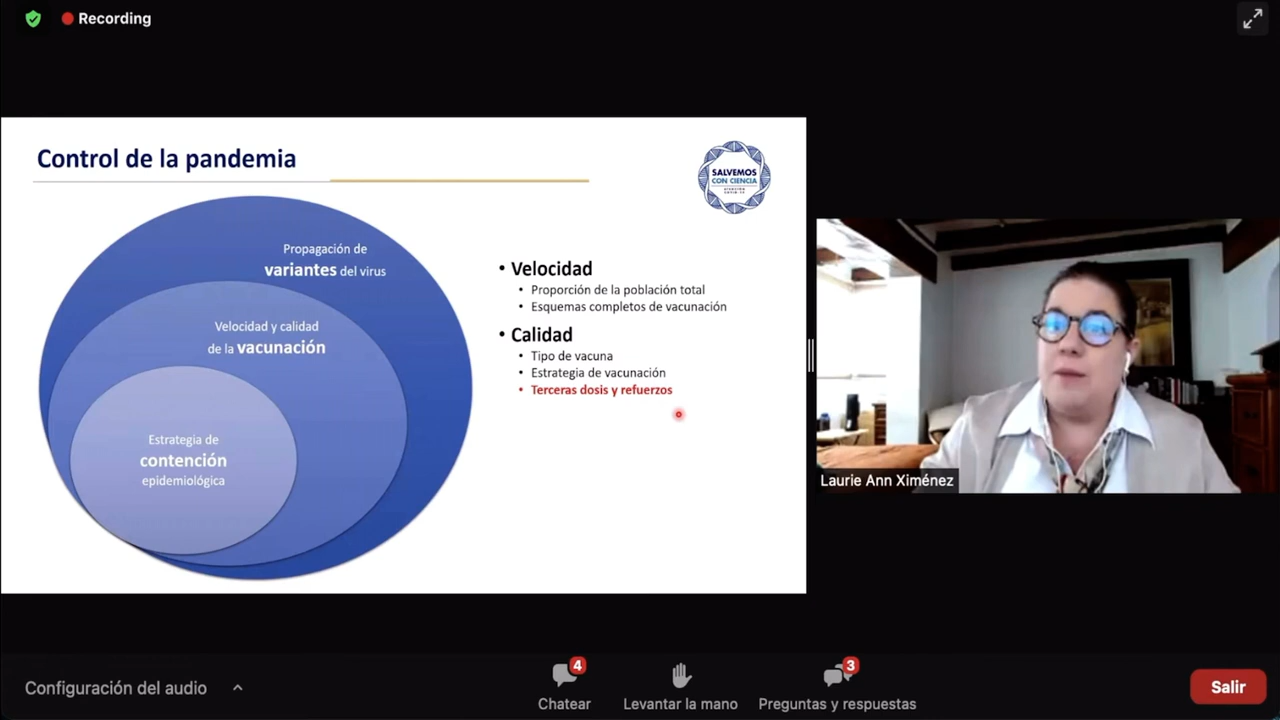 Recording
Control de la pandemia
SALVEMOS
CON CIENCIA
Propagación de
variantes del virus
Velocidad y calidad
de la vacunación
Estrategia de
contención
epidemiológica
• Velocidad
• Proporción de la población total
• Esquemas completos de vacunación
• Calidad
• Tipo de vacuna
• Estrategia de vacunación
• Terceras dosis y refuerzos
Laurie Ann Ximénez
Configuración del audio
4
Chatear
Levantar la mano
3
Preguntas y respuestas
Salir